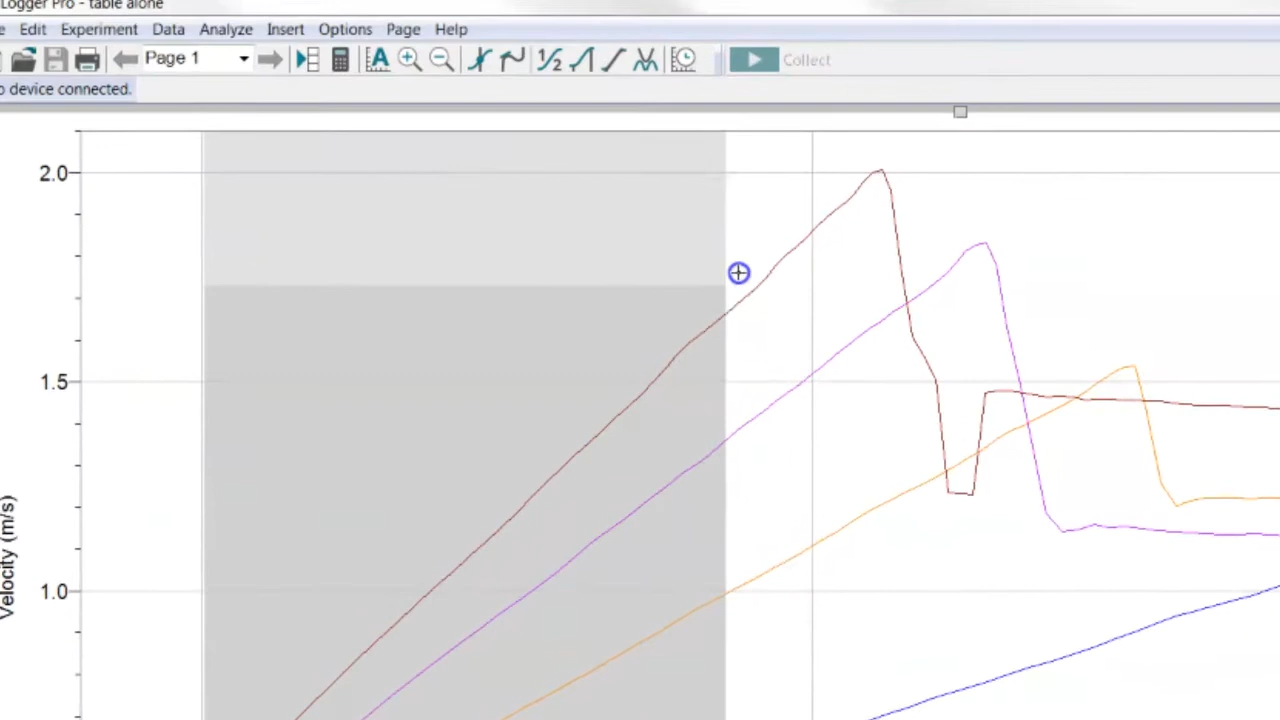 Logger Pro - table alone
e Edit Experiment Data Analyze Insert Options Page Help
Page 1 Collect
o device connected.
2.0
1.5
Velocity (m/s)
1.0